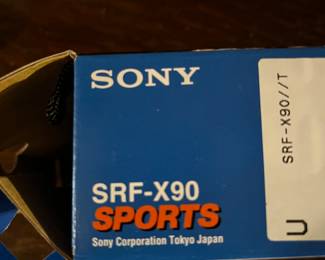 SONY
SRF-X90
SPORTS
Sony Corporation Tokyo Japan
SRF-X90//T
U